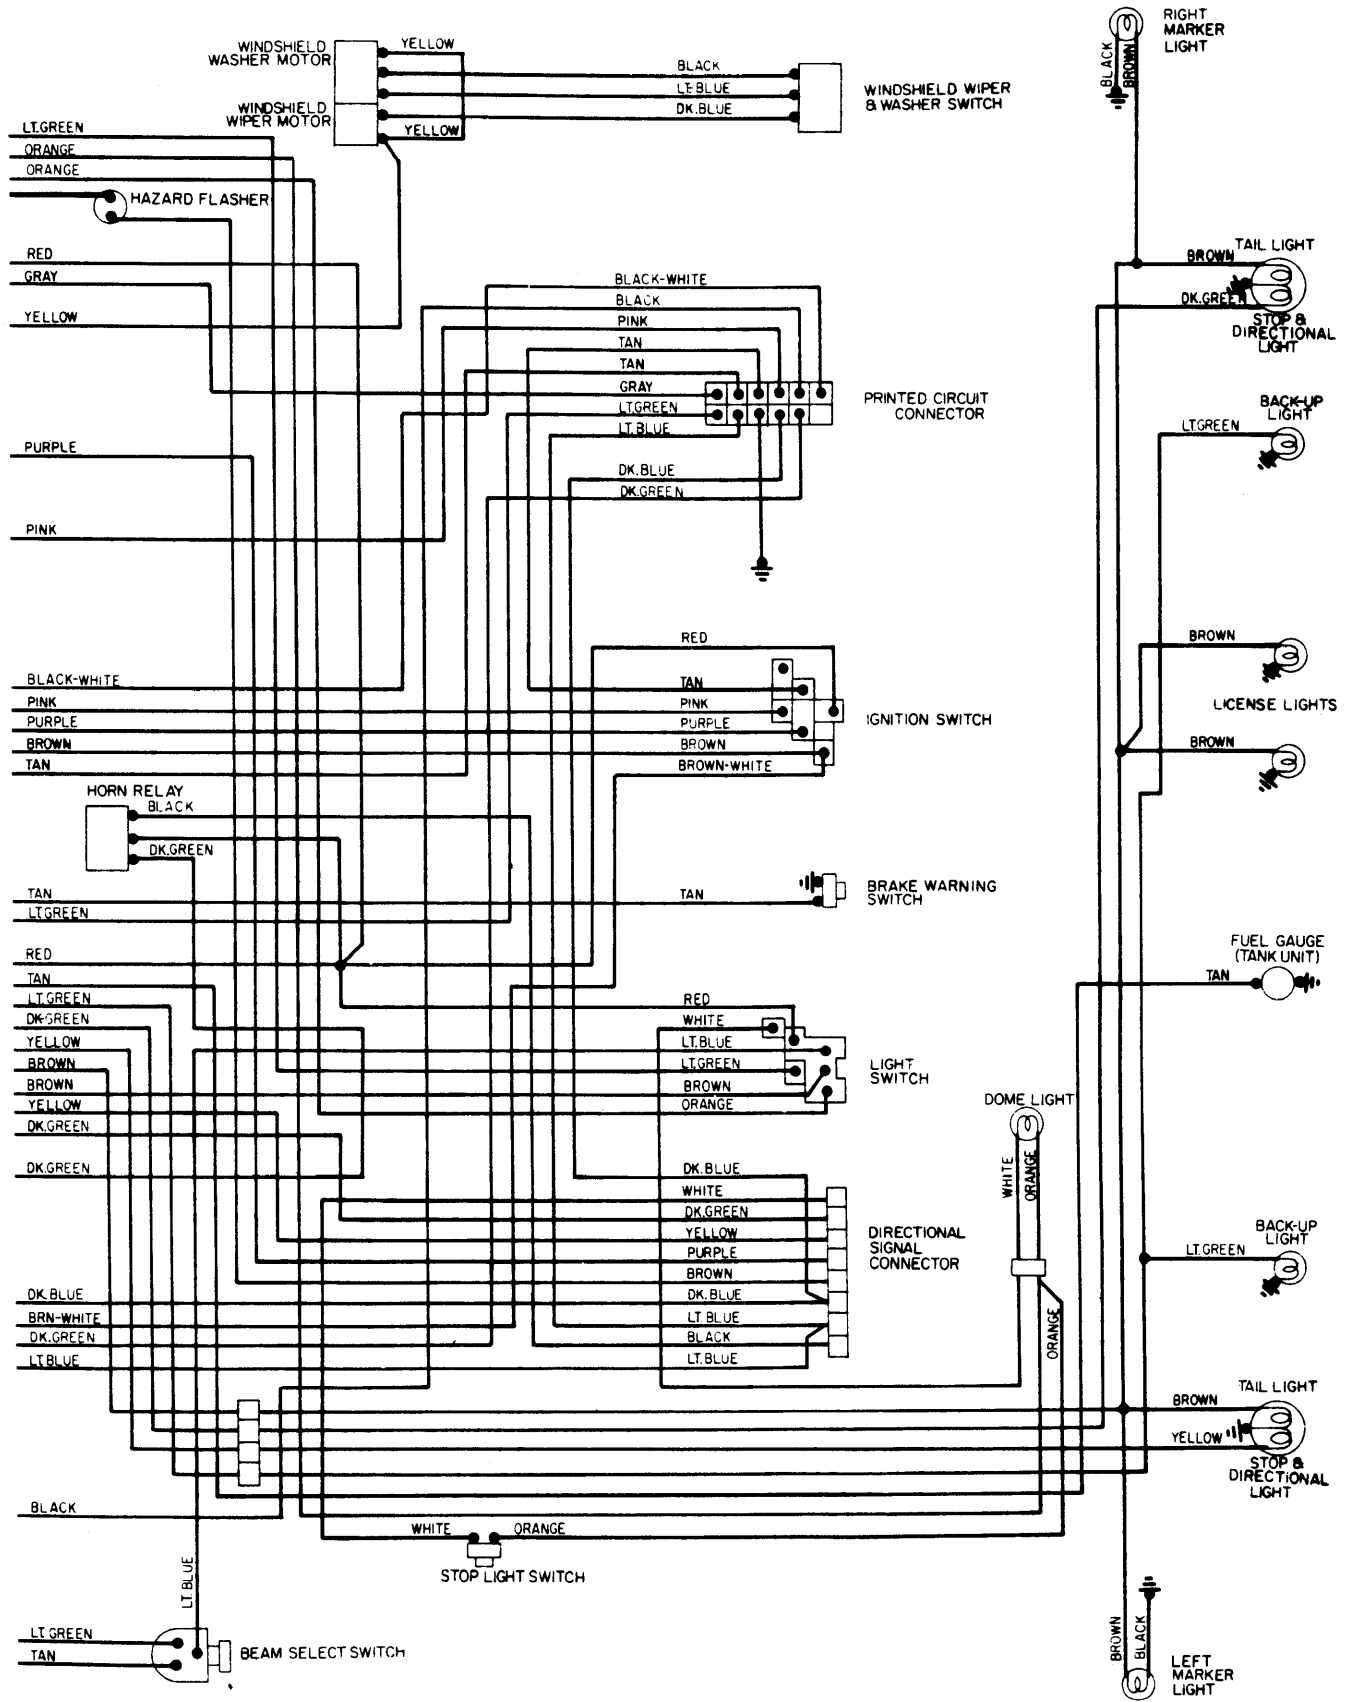 RIGHT
MARKER
LIGHT
BLACK
BROWN
WINDSHIELD
WASHER MOTOR
YELLOW
BLACK
LT.BLUE
DK.BLUE
WINDSHIELD WIPER
& WASHER SWITCH
WINDSHIELD
WIPER MOTOR
YELLOW
LT.GREEN
ORANGE
ORANGE
HAZARD FLASHER
RED
GRAY
YELLOW
BROWN
TAIL LIGHT
DK.GREEN
STOP &
DIRECTIONAL
LIGHT
BLACK-WHITE
BLACK
PINK
TAN
TAN
GRAY
LT.GREEN
LT.BLUE
PRINTED CIRCUIT
CONNECTOR
BACK-UP
LIGHT
LT.GREEN
PURPLE
DK.BLUE
DK.GREEN
PINK
RED
BLACK-WHITE
PINK
PURPLE
BROWN
TAN
TAN
PINK
PURPLE
BROWN
BROWN-WHITE
IGNITION SWITCH
BROWN
LICENSE LIGHTS
BROWN
HORN RELAY
BLACK
DK.GREEN
TAN
LT.GREEN
TAN
BRAKE WARNING
SWITCH
RED
TAN
LT.GREEN
DK.GREEN
YELLOW
BROWN
BROWN
YELLOW
DK.GREEN
DK.GREEN
FUEL GAUGE
(TANK UNIT)
TAN
RED
WHITE
LT.BLUE
LT.GREEN
BROWN
ORANGE
LIGHT
SWITCH
DOME LIGHT
WHITE
ORANGE
DK.BLUE
WHITE
DK.GREEN
YELLOW
PURPLE
BROWN
DK.BLUE
LT.BLUE
BLACK
LT.BLUE
DIRECTIONAL
SIGNAL
CONNECTOR
BACK-UP
LIGHT
LT.GREEN
DK.BLUE
BRN-WHITE
DK.GREEN
LT.BLUE
ORANGE
TAIL LIGHT
BROWN
YELLOW
STOP &
DIRECTIONAL
LIGHT
BLACK
WHITE
ORANGE
STOP LIGHT SWITCH
LT.BLUE
LT.GREEN
TAN
BEAM SELECT SWITCH
BROWN
BLACK
LEFT
MARKER
LIGHT